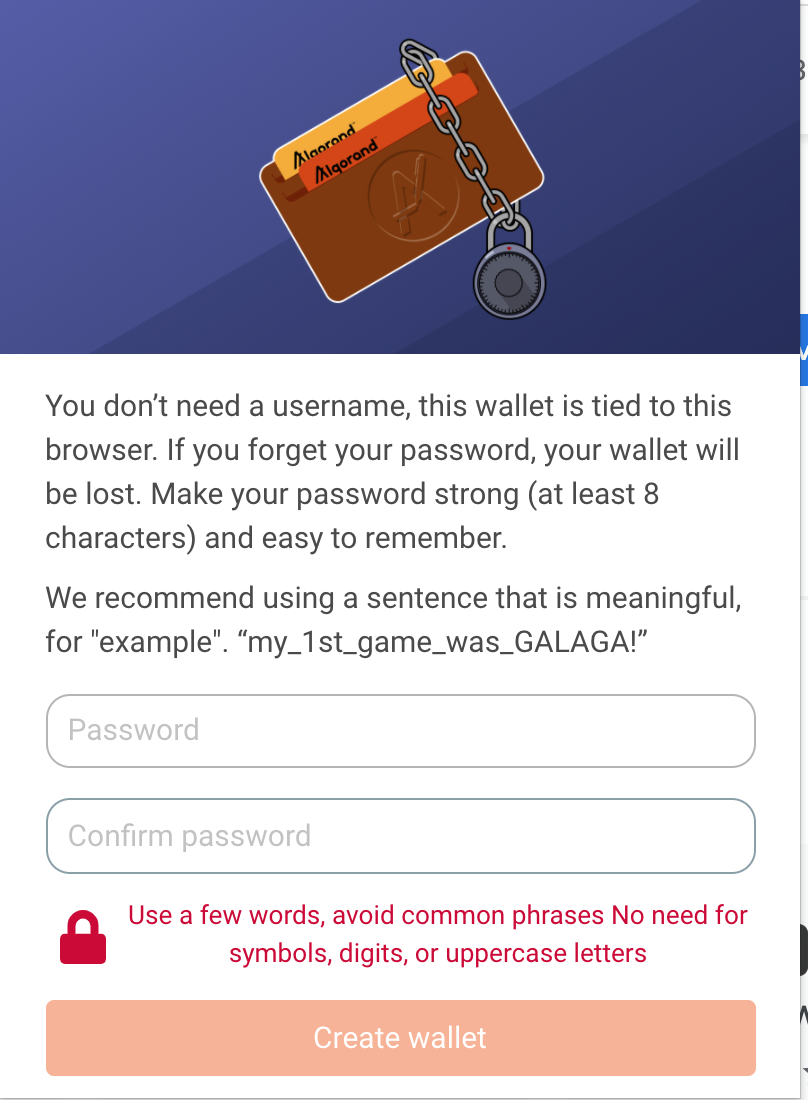 Algorand
Algorand
You don’t need a username, this wallet is tied to this
browser. If you forget your password, your wallet will
be lost. Make your password strong (at least 8
characters) and easy to remember.
We recommend using a sentence that is meaningful,
for "example". “my_1st_game_was_GALAGA!”
Password
Confirm password
Use a few words, avoid common phrases No need for
symbols, digits, or uppercase letters
Create wallet